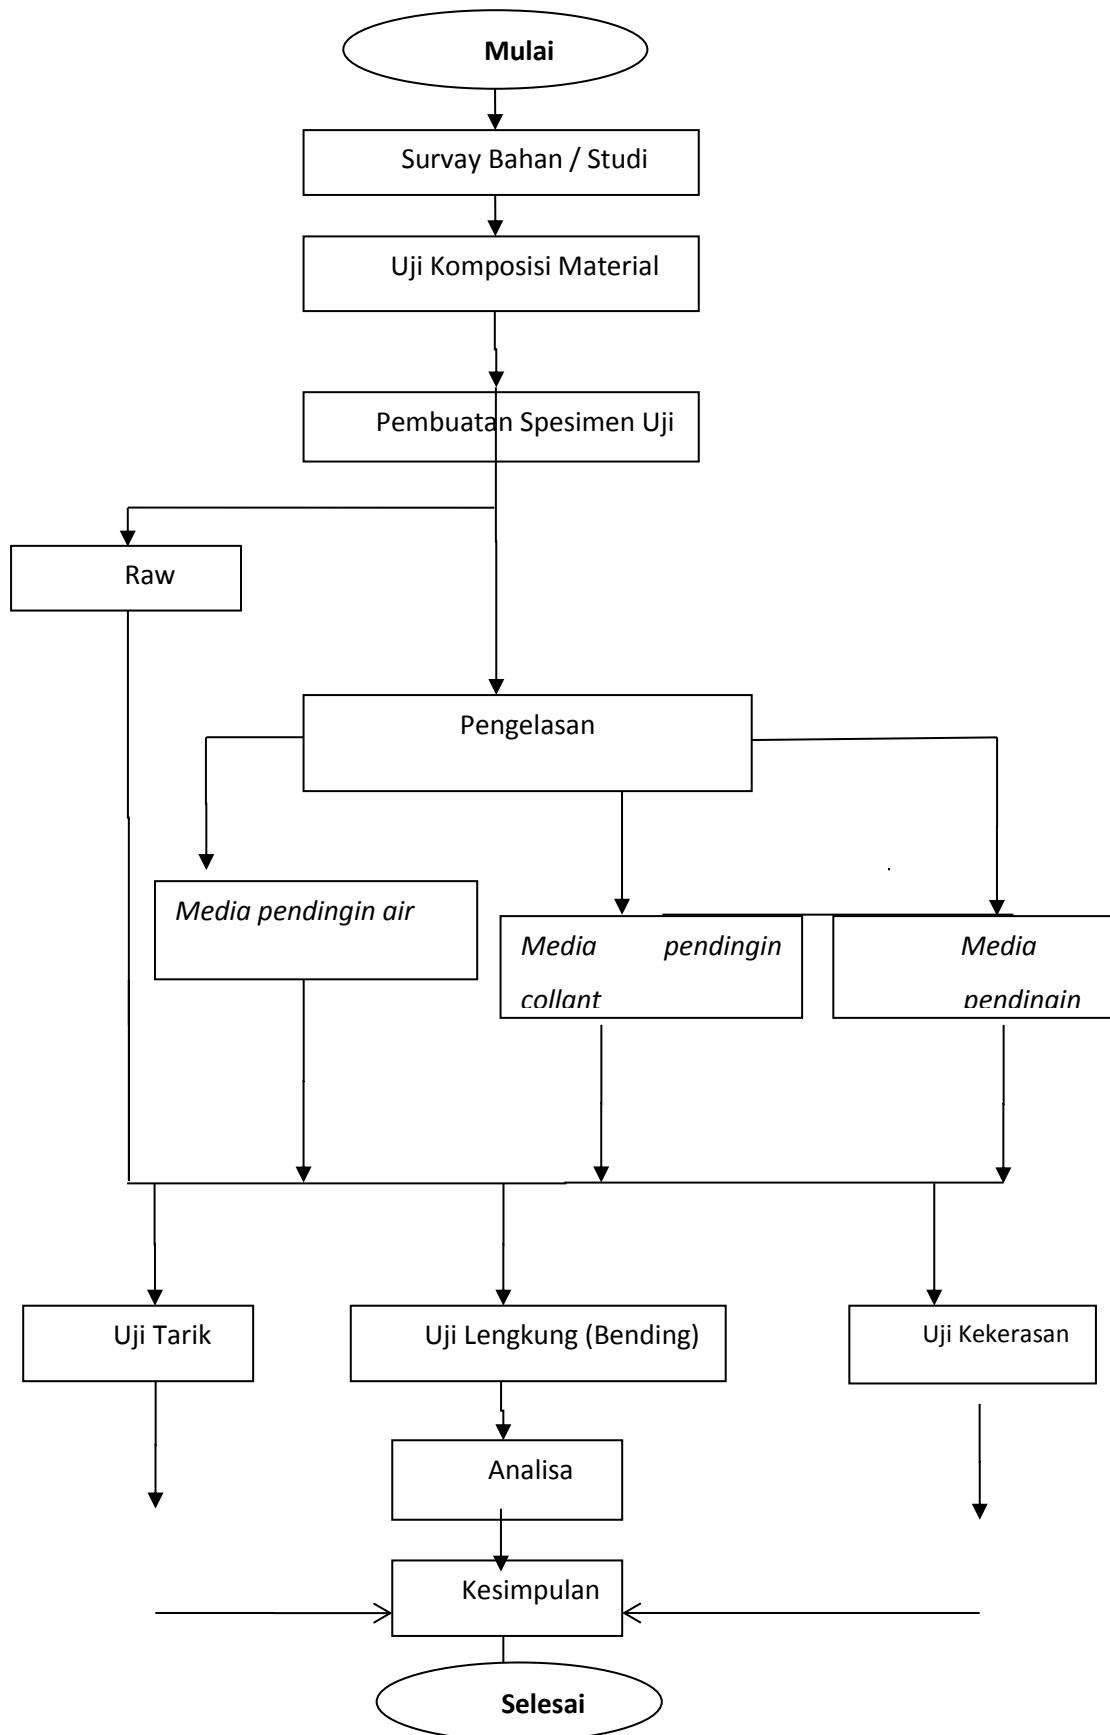 Mulai
Survay Bahan / Studi
Uji Komposisi Material
Pembuatan Spesimen Uji
Raw
Pengelasan
Media pendingin air
Media pendingin
collant
Media
pendingin
Uji Tarik
Uji Lengkung (Bending)
Uji Kekerasan
Analisa
Kesimpulan
Selesai